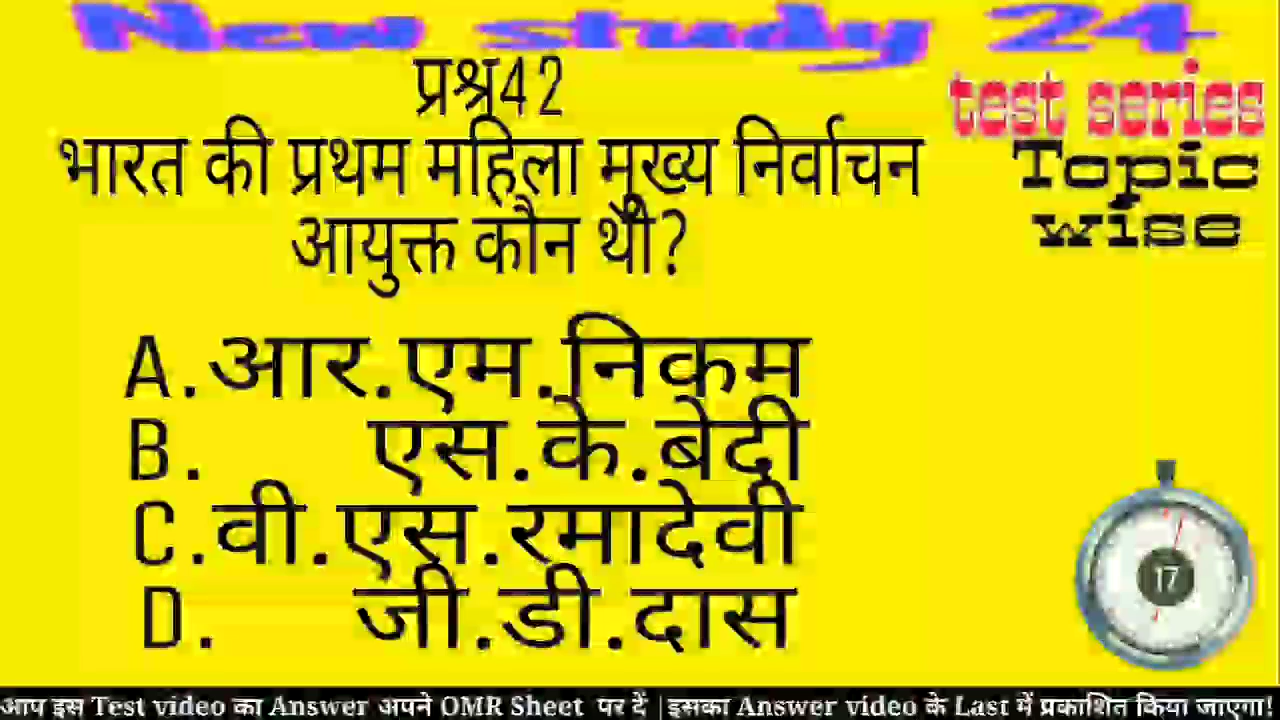 New study 24
test series
Topic
wise
प्रश्न42
भारत की प्रथम महिला मुख्य निर्वाचन
आयुक्त कौन थी?
A.आर.एम.निकम
B. एस.के.बेदी
C.वी.एस.रमादेवी
D. जी.डी.दास
17
आप इस Test video का Answer अपने OMR Sheet पर दें |इसका Answer video के Last में प्रकाशित किया जाएगा!